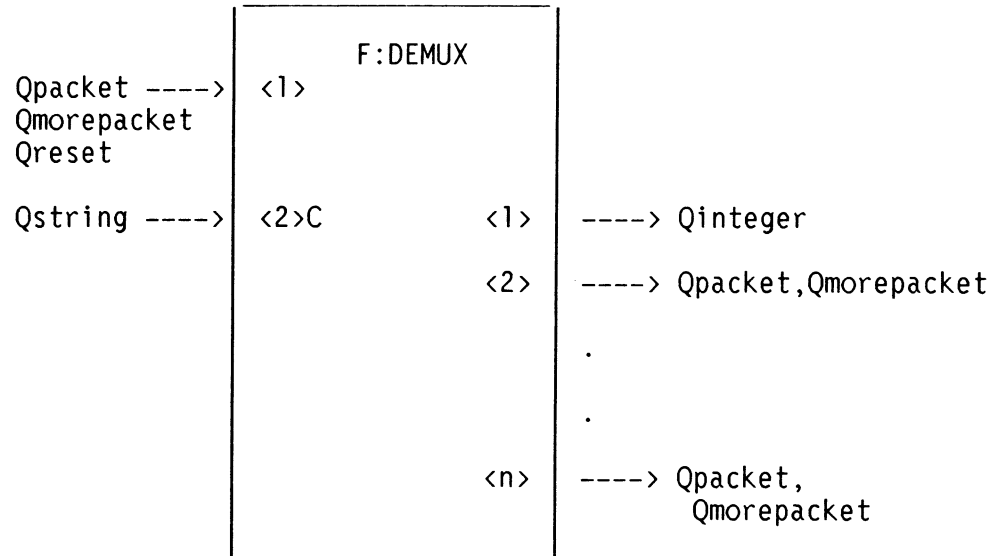 F:DEMUX
Qpacket ----> <1>
Qmorepacket
Qreset
Qstring ----> <2>C <1> ----> Qinteger
<2> ----> Qpacket,Qmorepacket
.
.
<n> ----> Qpacket,
Qmorepacket